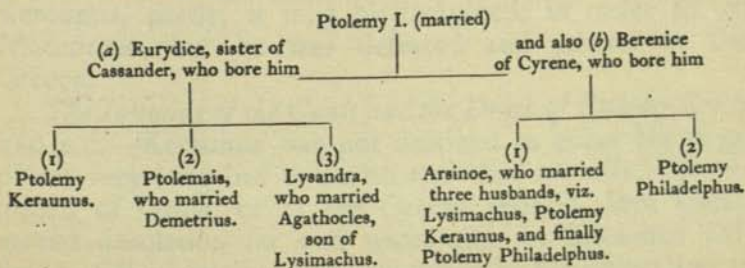 Ptolemy I. (married)
(a) Eurydice, sister of
Cassander, who bore him
and also (b) Berenice
of Cyrene, who bore him
(1)
Ptolemy
Keraunus.
(2)
Ptolemais,
who married
Demetrius.
(3)
Lysandra,
who married
Agathocles,
son of
Lysimachus.
(1)
Arsinoe, who married
three husbands, viz.
Lysimachus, Ptolemy
Keraunus, and finally
Ptolemy Philadelphus.
(2)
Ptolemy
Philadelphus.